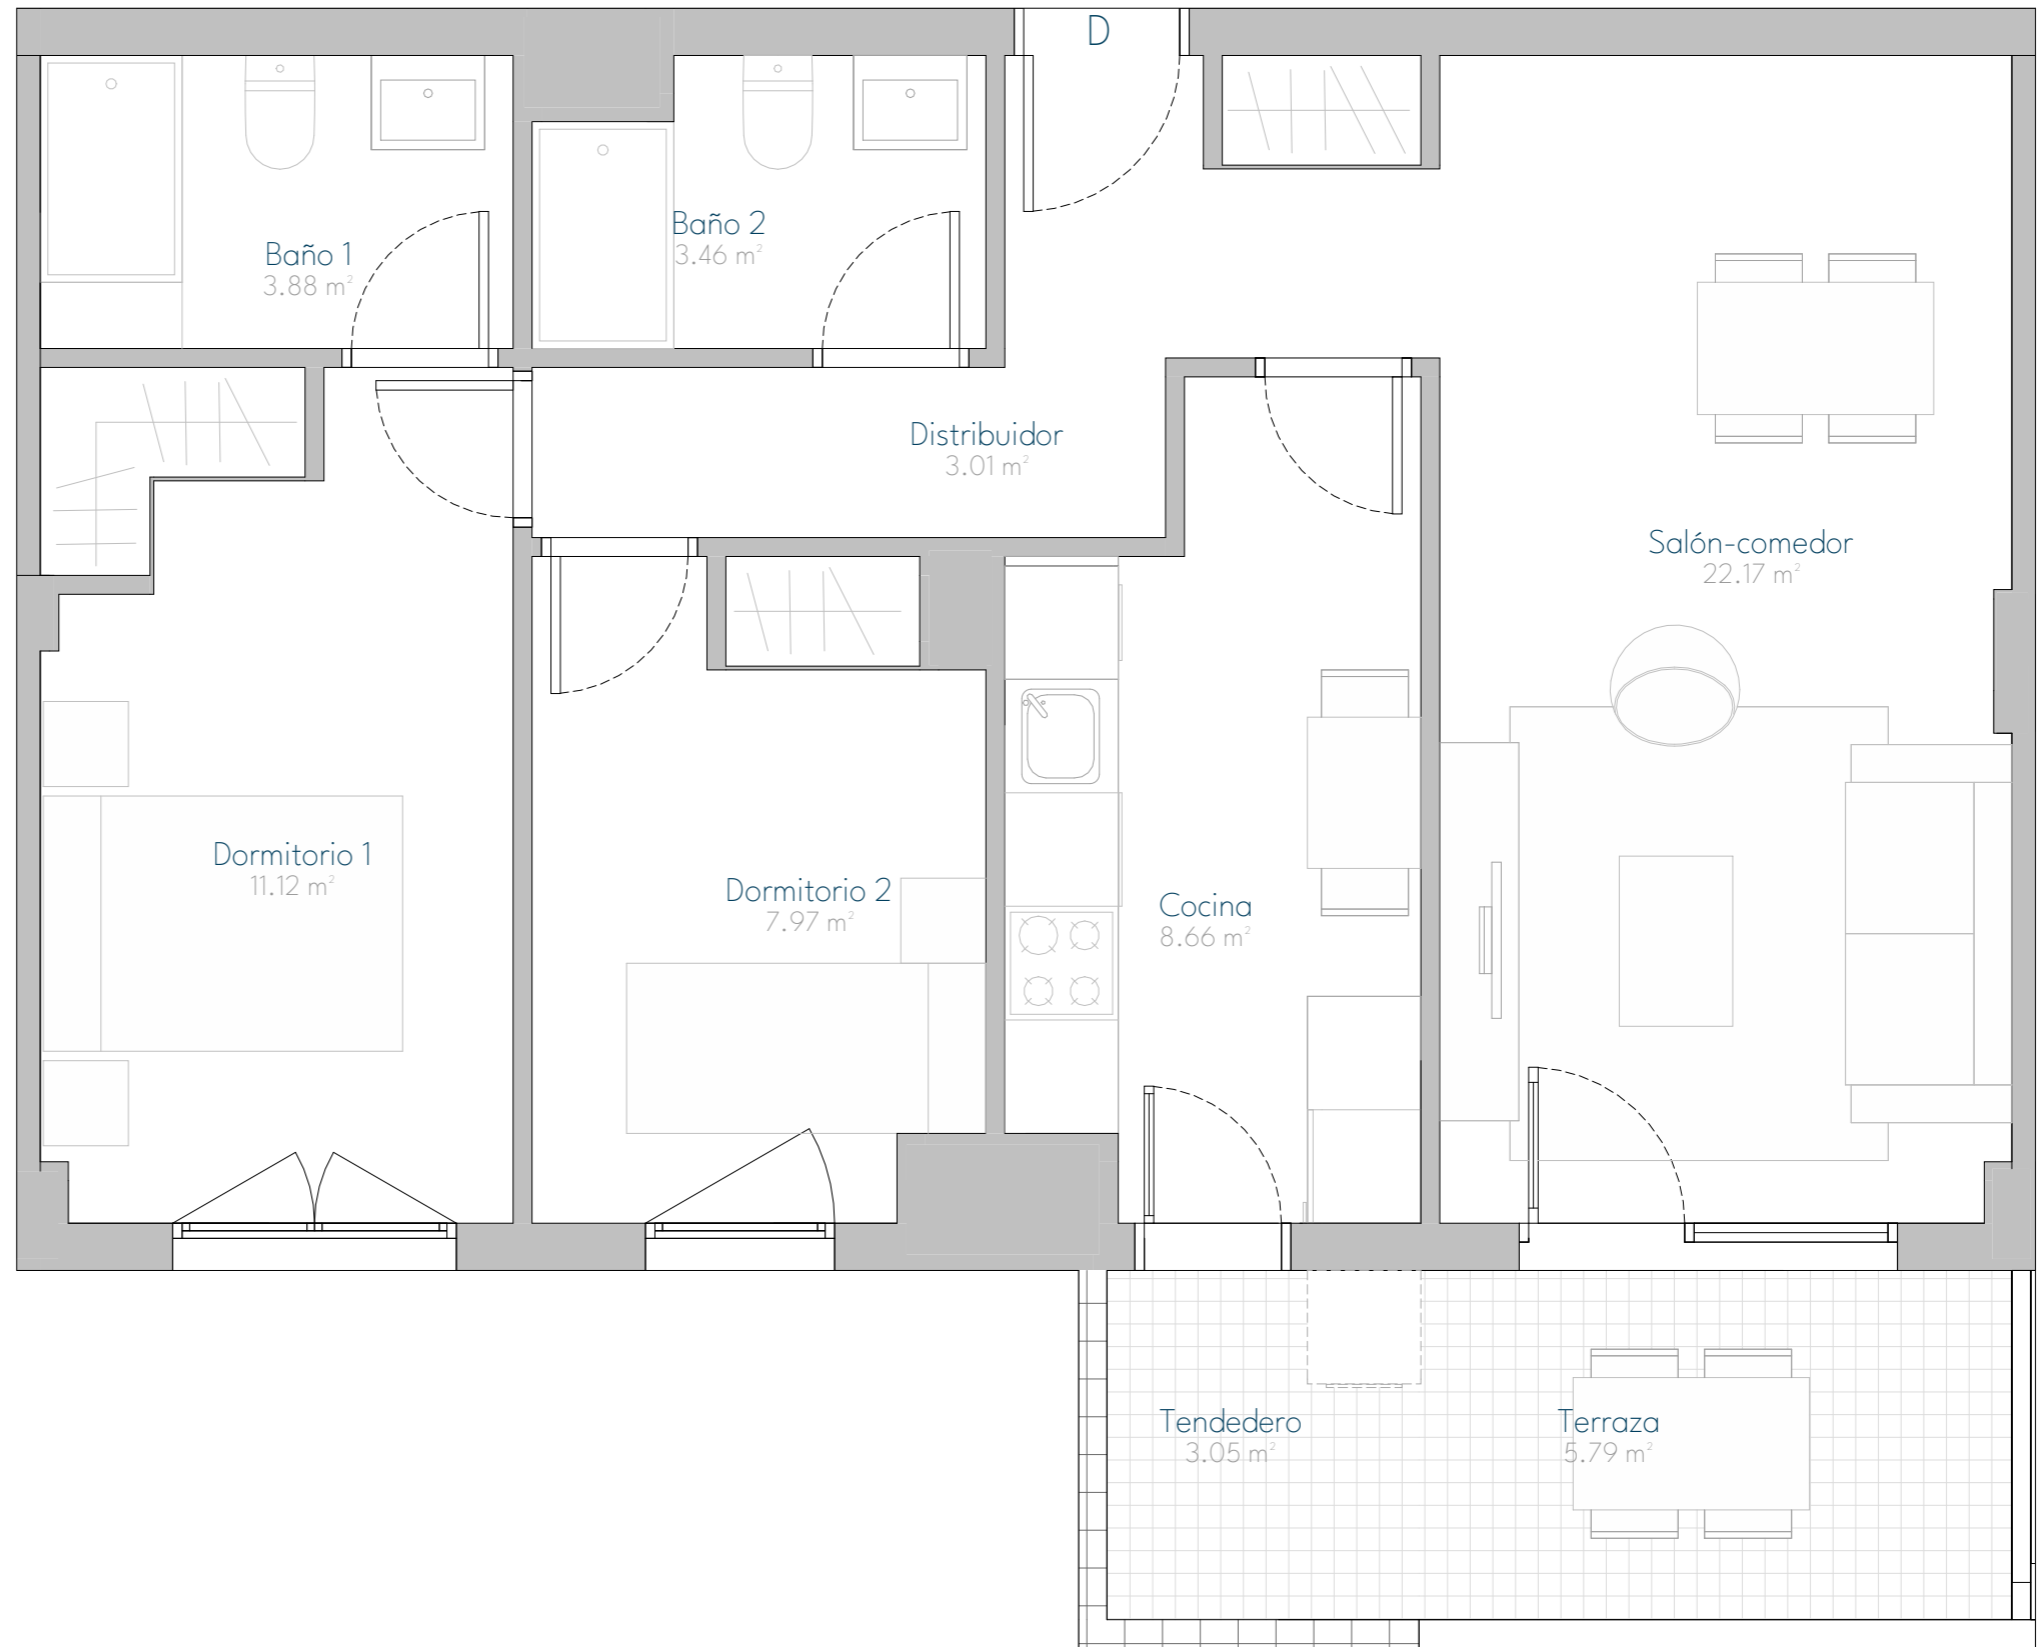 D
Baño 1
3.88 m²
Baño 2
3.46 m²
Distribuidor
3.01 m²
Salón-comedor
22.17 m²
Dormitorio 1
11.12 m²
Dormitorio 2
7.97 m²
Cocina
8.66 m²
Tendedero
3.05 m²
Terraza
5.79 m²